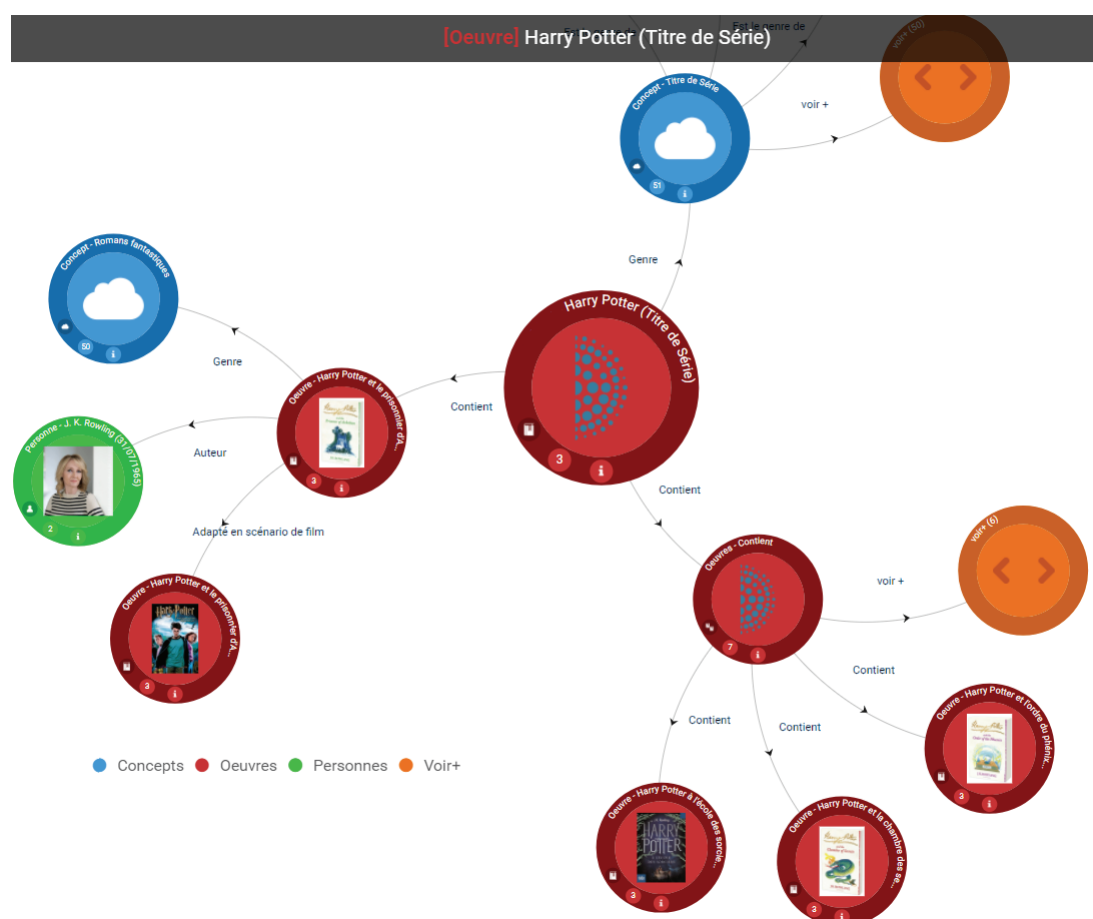 [Oeuvre] Harry Potter (Titre de Série)
Est le genre de
voir+ (50)
Concept - Titre de Série
voir +
51
i
Genre
Concept - Romans fantastiques
50
i
Genre
Harry Potter (Titre de Série)
3
i
Contient
Oeuvre - Harry Potter et le prisonnier d'A...
3
i
Personne - J. K. Rowling (31/07/1965)
2
i
Auteur
Adapté en scénario de film
Oeuvre - Harry Potter et le prisonnier d'A...
Harry Potter
3
i
Contient
Oeuvres - Contient
7
i
voir+ (6)
voir +
Contient
Contient
Contient
Oeuvre - Harry Potter et l'ordre du phénix...
3
i
Oeuvre - Harry Potter à l'école des sorcie...
HARRY
POTTER
3
i
Oeuvre - Harry Potter et la chambre des se...
3
i
Concepts Oeuvres Personnes Voir+